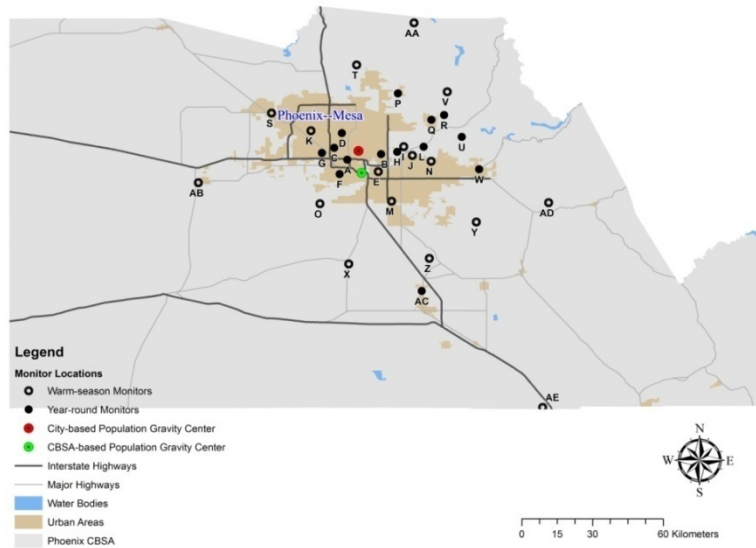 AA
T
P
V
S
Phoenix--Mesa
K
D
Q
R
U
G
C
A
B
H
I
J
L
N
F
E
W
AB
O
M
Y
AD
X
Z
AC
AE
Legend
Monitor Locations
Warm-season Monitors
Year-round Monitors
City-based Population Gravity Center
CBSA-based Population Gravity Center
Interstate Highways
Major Highways
Water Bodies
Urban Areas
Phoenix CBSA
N
W E
S
0 15 30 60 Kilometers